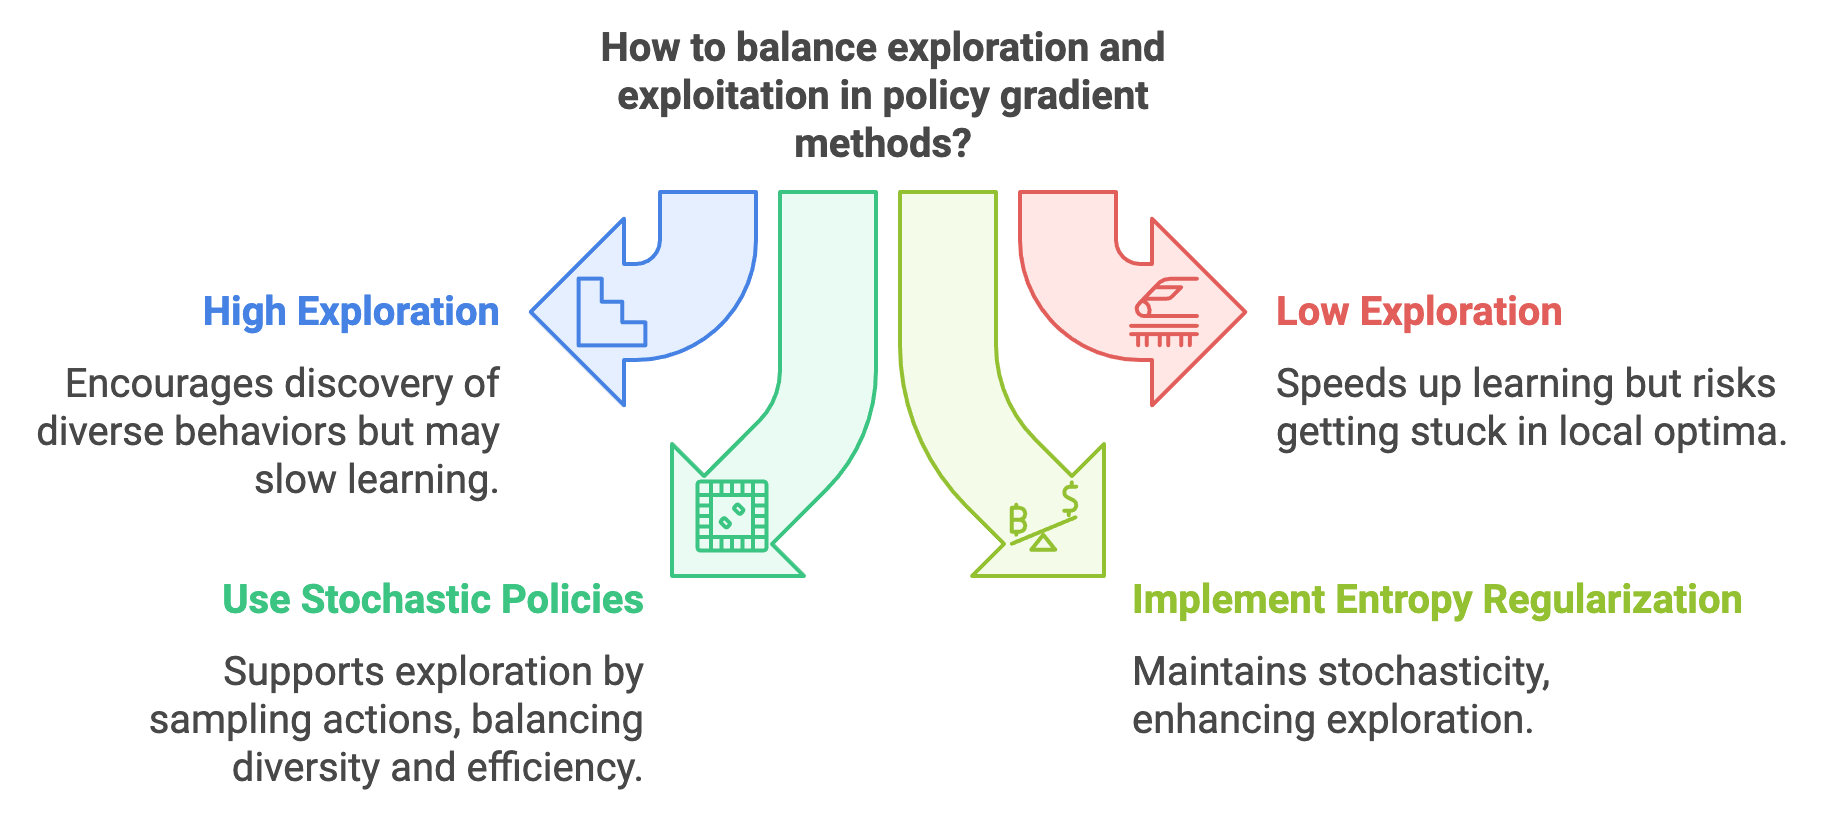 How to balance exploration and
exploitation in policy gradient
methods?
High Exploration
Encourages discovery of
diverse behaviors but may
slow learning.
Low Exploration
Speeds up learning but risks
getting stuck in local optima.
Use Stochastic Policies
Supports exploration by
sampling actions, balancing
diversity and efficiency.
Implement Entropy Regularization
Maintains stochasticity,
enhancing exploration.